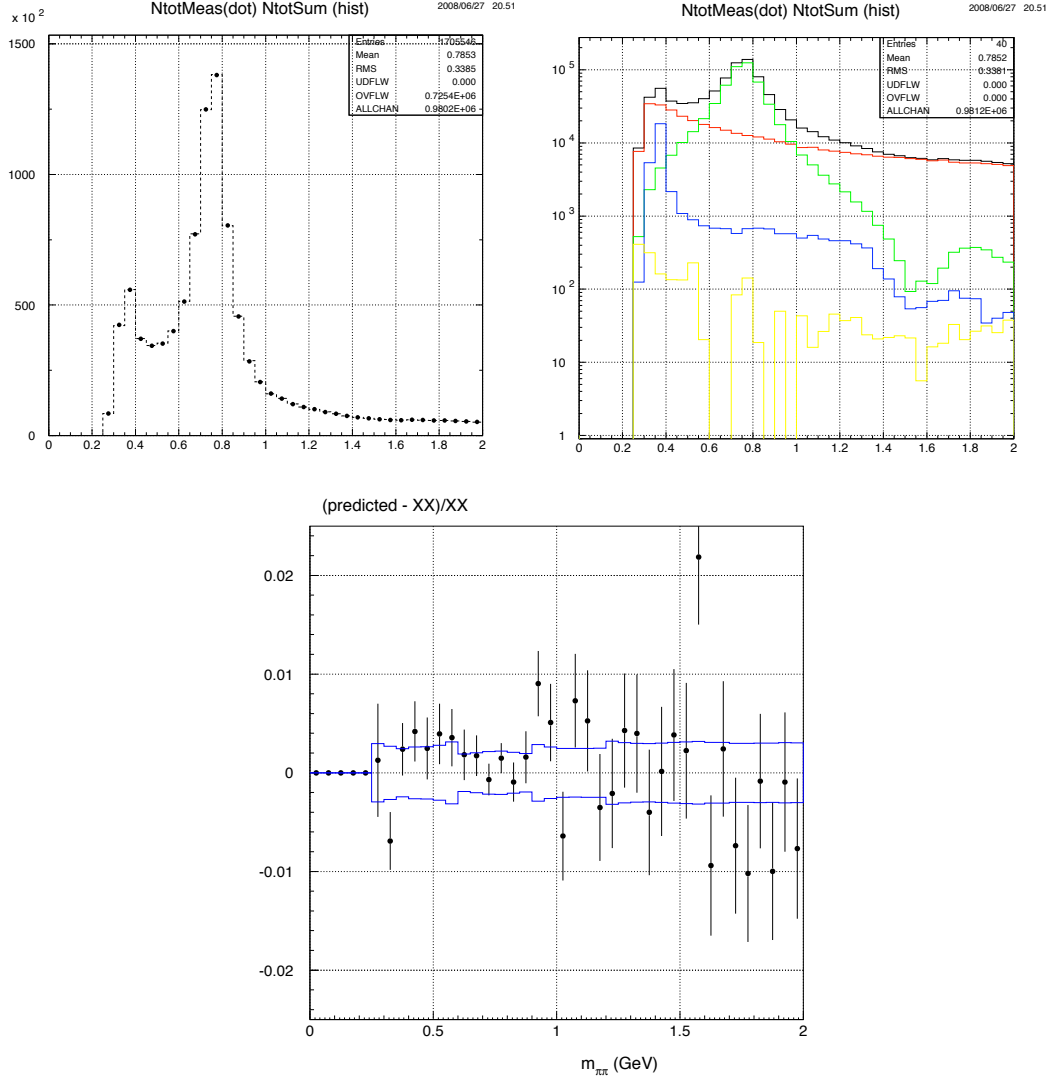 NtotMeas(dot) NtotSum (hist)
2008/06/27 20.51
x 10 2
Entries 1705546
Mean 0.7853
RMS 0.3385
UDFLW 0.000
OVFLW 0.7254E+06
ALLCHAN 0.9802E+06
1500
1000
500
0
0 0.2 0.4 0.6 0.8 1 1.2 1.4 1.6 1.8 2
NtotMeas(dot) NtotSum (hist)
2008/06/27 20.51
Entries 40
Mean 0.7852
RMS 0.3381
UDFLW 0.000
OVFLW 0.000
ALLCHAN 0.9812E+06
10 5
10 4
10 3
10 2
10
1
0 0.2 0.4 0.6 0.8 1 1.2 1.4 1.6 1.8 2
(predicted - XX)/XX
0.02
0.01
0
-0.01
-0.02
0 0.5 1 1.5 2
mππ (GeV)